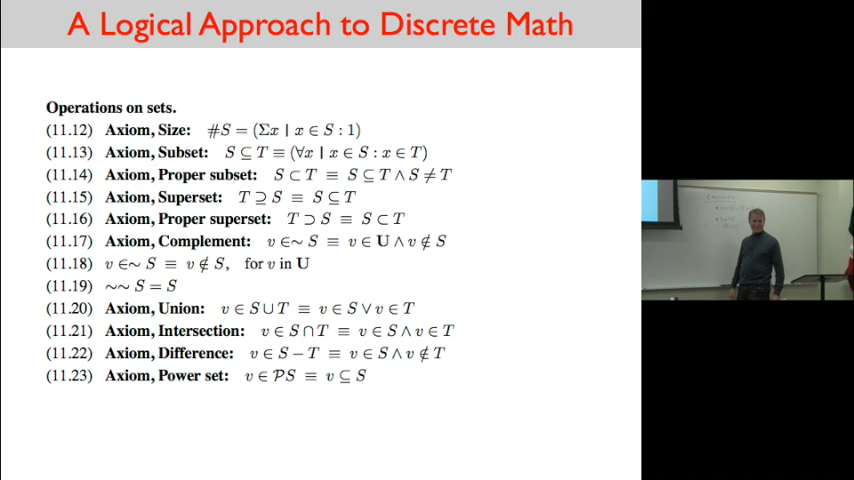 A Logical Approach to Discrete Math
Operations on sets.
(11.12) Axiom, Size: #S = (Σx | x ∈ S : 1)
(11.13) Axiom, Subset: S ⊆ T ≡ (∀x | x ∈ S : x ∈ T)
(11.14) Axiom, Proper subset: S ⊂ T ≡ S ⊆ T ∧ S ≠ T
(11.15) Axiom, Superset: T ⊇ S ≡ S ⊆ T
(11.16) Axiom, Proper superset: T ⊃ S ≡ S ⊂ T
(11.17) Axiom, Complement: v ∈∼ S ≡ v ∈ U ∧ v ∉ S
(11.18) v ∈∼ S ≡ v ∉ S, for v in U
(11.19) ∼∼ S = S
(11.20) Axiom, Union: v ∈ S ∪ T ≡ v ∈ S ∨ v ∈ T
(11.21) Axiom, Intersection: v ∈ S ∩ T ≡ v ∈ S ∧ v ∈ T
(11.22) Axiom, Difference: v ∈ S − T ≡ v ∈ S ∧ v ∉ T
(11.23) Axiom, Power set: v ∈ 𝒫S ≡ v ⊆ S